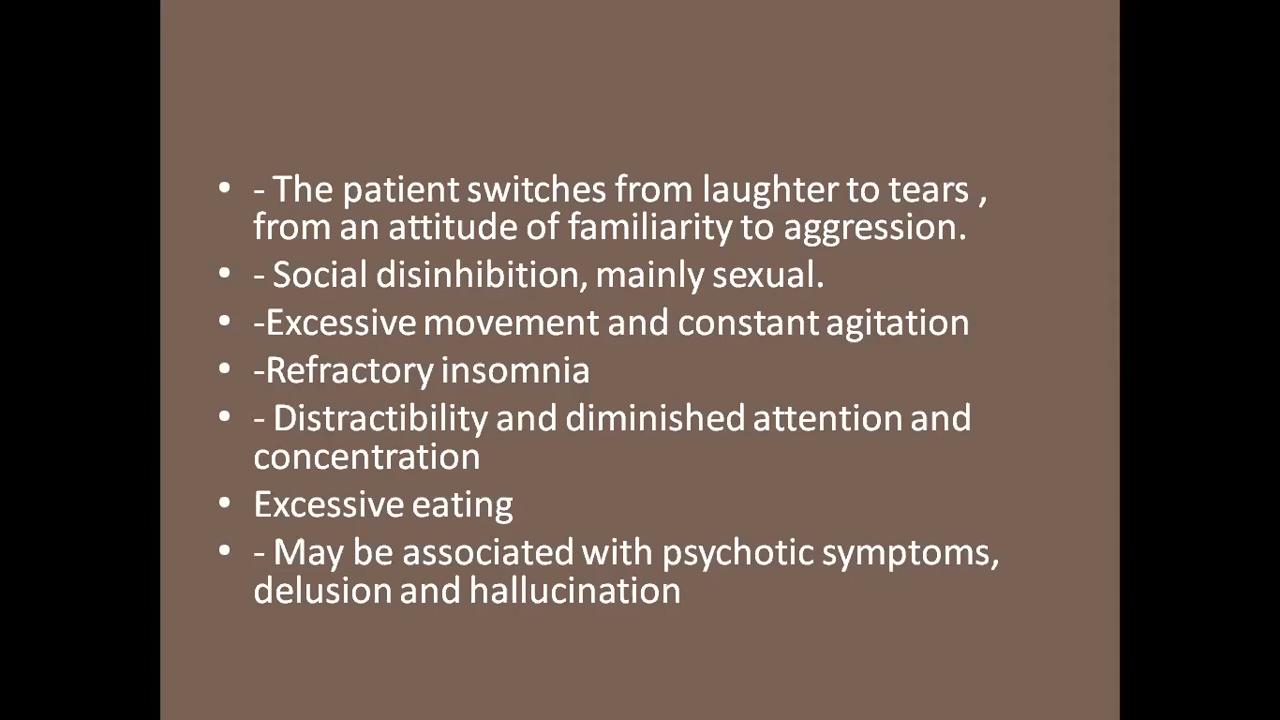 • - The patient switches from laughter to tears ,
from an attitude of familiarity to aggression.
• - Social disinhibition, mainly sexual.
• -Excessive movement and constant agitation
• -Refractory insomnia
• - Distractibility and diminished attention and
concentration
• Excessive eating
• - May be associated with psychotic symptoms,
delusion and hallucination